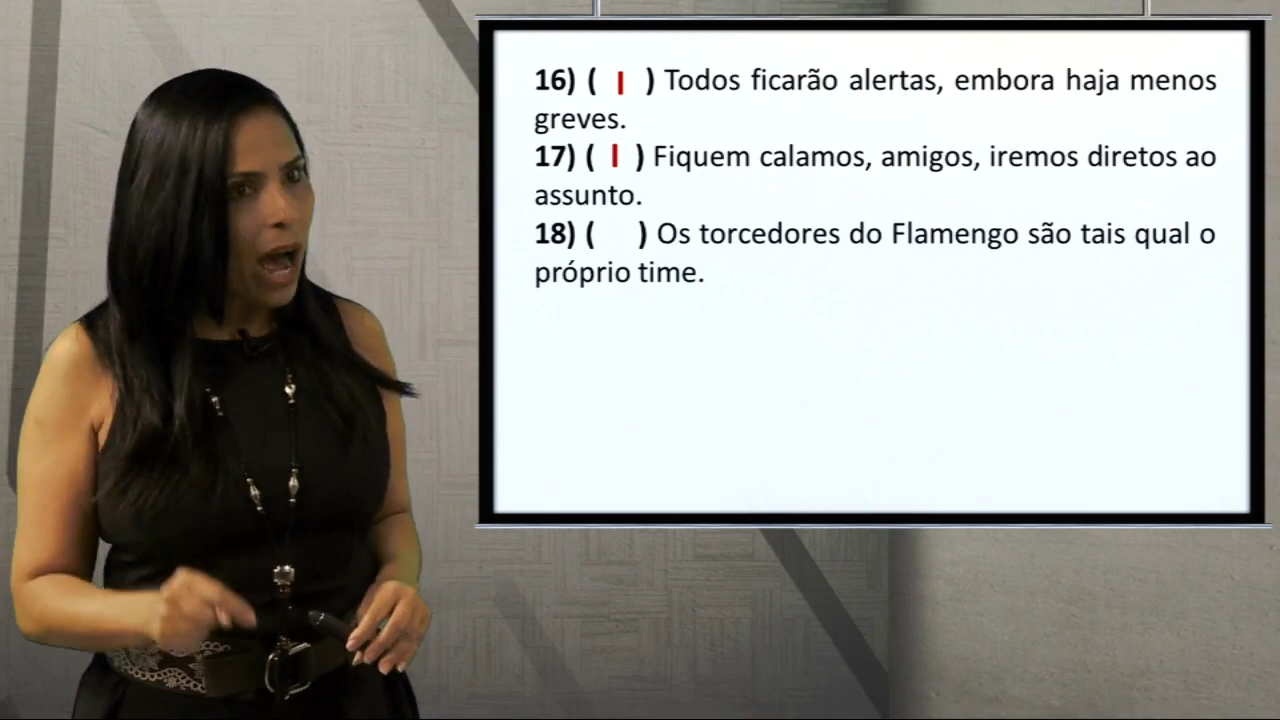 16) ( I ) Todos ficarão alertas, embora haja menos
greves.
17) ( I ) Fiquem calamos, amigos, iremos diretos ao
assunto.
18) ( ) Os torcedores do Flamengo são tais qual o
próprio time.